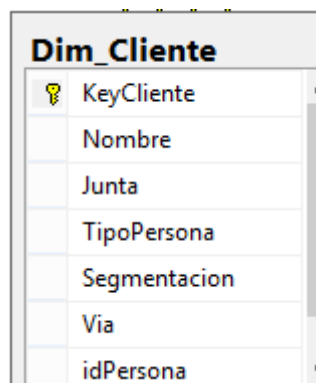 Dim_Cliente
KeyCliente
Nombre
Junta
TipoPersona
Segmentacion
Via
idPersona